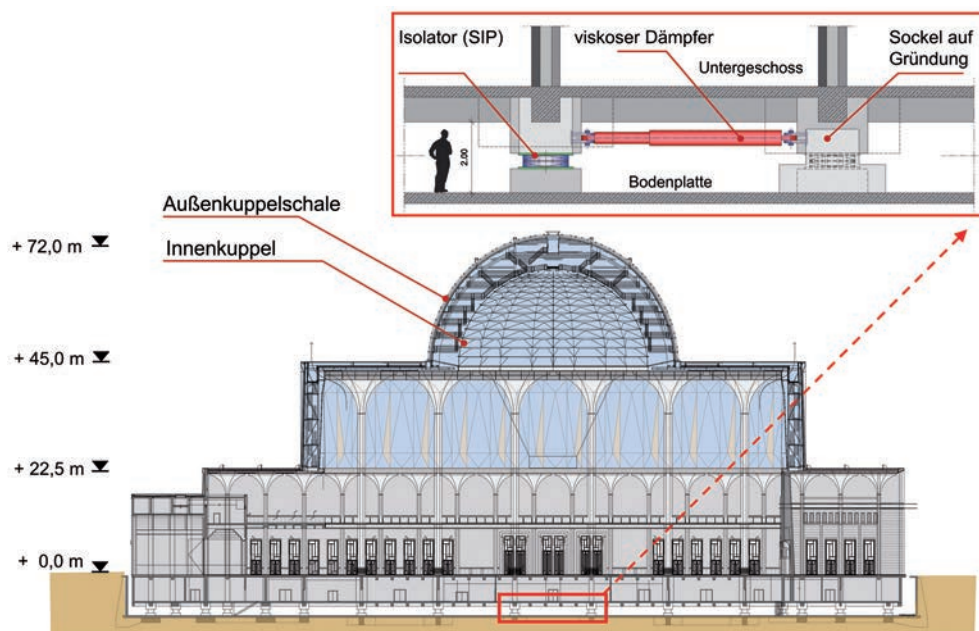 Isolator (SIP)
viskoser Dämpfer
Sockel auf
Gründung
Untergeschoss
2.00
Bodenplatte
Außenkuppelschale
Innenkuppel
+ 72,0 m
+ 45,0 m
+ 22,5 m
+ 0,0 m